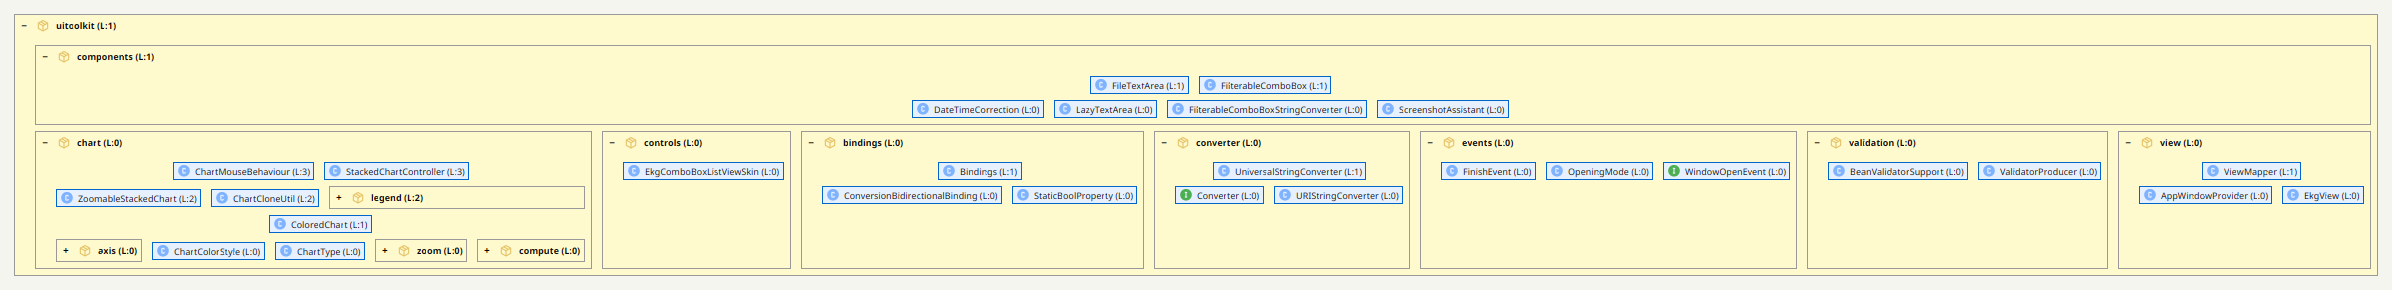 − uitoolkit (L:1)
− components (L:1)
C FileTextArea (L:1) C FilterableComboBox (L:1)
C DateTimeCorrection (L:0) C LazyTextArea (L:0) C FilterableComboBoxStringConverter (L:0) C ScreenshotAssistant (L:0)
− chart (L:0)
C ChartMouseBehaviour (L:3) C StackedChartController (L:3)
C ZoomableStackedChart (L:2) C ChartCloneUtil (L:2) + legend (L:2)
C ColoredChart (L:1)
+ axis (L:0) C ChartColorStyle (L:0) C ChartType (L:0) + zoom (L:0) + compute (L:0)
− controls (L:0)
C EkgComboBoxListViewSkin (L:0)
− bindings (L:0)
C Bindings (L:1)
C ConversionBidirectionalBinding (L:0) C StaticBoolProperty (L:0)
− converter (L:0)
C UniversalStringConverter (L:1)
I Converter (L:0) C URIStringConverter (L:0)
− events (L:0)
C FinishEvent (L:0) C OpeningMode (L:0) I WindowOpenEvent (L:0)
− validation (L:0)
C BeanValidatorSupport (L:0) C ValidatorProducer (L:0)
− view (L:0)
C ViewMapper (L:1)
C AppWindowProvider (L:0) C EkgView (L:0)